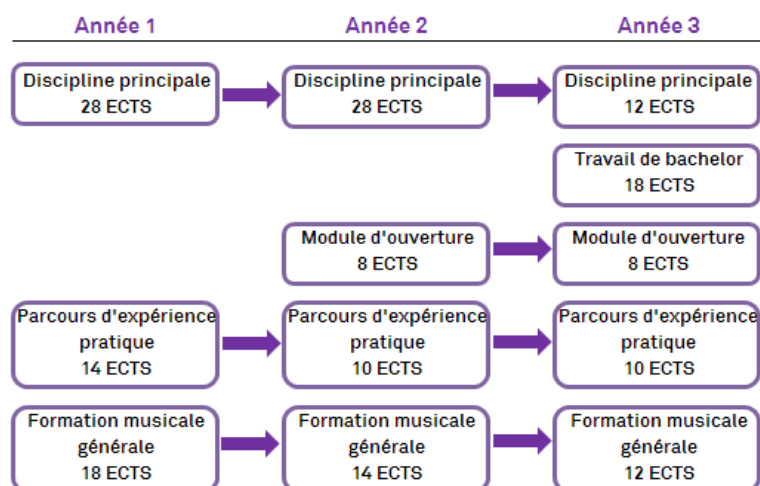 Année 1
Année 2
Année 3
Discipline principale
28 ECTS
Discipline principale
28 ECTS
Discipline principale
12 ECTS
Travail de bachelor
18 ECTS
Module d'ouverture
8 ECTS
Module d'ouverture
8 ECTS
Parcours d'expérience
pratique
14 ECTS
Parcours d'expérience
pratique
10 ECTS
Parcours d'expérience
pratique
10 ECTS
Formation musicale
générale
18 ECTS
Formation musicale
générale
14 ECTS
Formation musicale
générale
12 ECTS